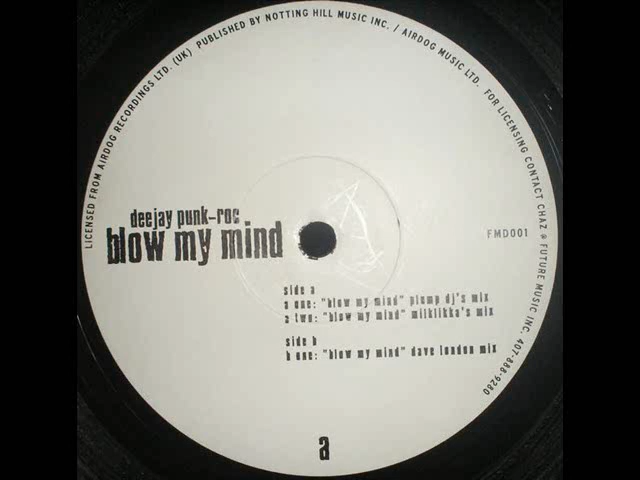 LICENSED FROM AIRDOG RECORDINGS LTD. (UK) PUBLISHED BY NOTTING HILL MUSIC INC. / AIRDOG MUSIC LTD. FOR LICENSING CONTACT CHAZ @ FUTURE MUSIC INC. 407-888-9280
deejay punk-roc
blow my mind
FMD001
side a
a one: "blow my mind" plump dj's mix
a two: "blow my mind" milklikka's mix
side b
b one: "blow my mind" dave london mix
a